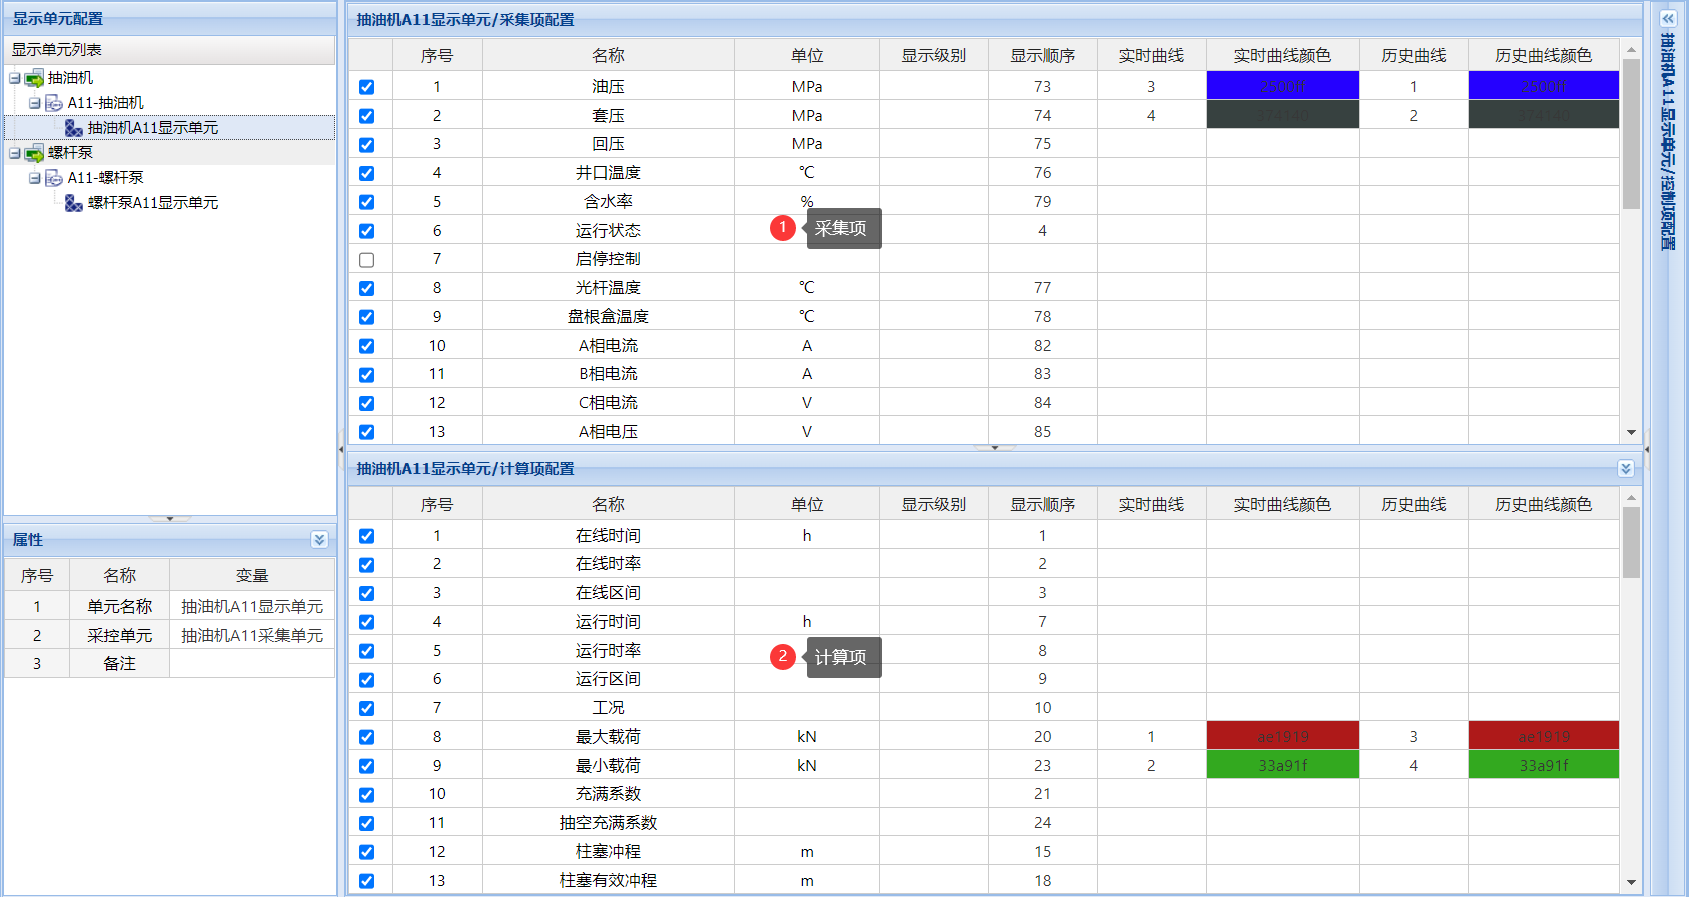 显示单元配置
显示单元列表
抽油机
A11-抽油机
抽油机A11显示单元
螺杆泵
A11-螺杆泵
螺杆泵A11显示单元
属性
序号 名称 变量
1 单元名称 抽油机A11显示单元
2 采控单元 抽油机A11采集单元
3 备注
抽油机A11显示单元/采集项配置
序号 名称 单位 显示级别 显示顺序 实时曲线 实时曲线颜色 历史曲线 历史曲线颜色
1 油压 MPa 73 3 2500ff 1 2500ff
2 套压 MPa 74 4 374140 2 374140
3 回压 MPa 75
4 井口温度 ℃ 76
5 含水率 % 79
6 运行状态 4
1 采集项
7 启停控制
8 光杆温度 ℃ 77
9 盘根盒温度 ℃ 78
10 A相电流 A 82
11 B相电流 A 83
12 C相电流 V 84
13 A相电压 V 85
抽油机A11显示单元/计算项配置
序号 名称 单位 显示级别 显示顺序 实时曲线 实时曲线颜色 历史曲线 历史曲线颜色
1 在线时间 h 1
2 在线时率 2
3 在线区间 3
4 运行时间 h 7
5 运行时率 8
2 计算项
6 运行区间 9
7 工况 10
8 最大载荷 kN 20 1 ae1919 3 ae1919
9 最小载荷 kN 23 2 33a91f 4 33a91f
10 充满系数 21
11 抽空充满系数 24
12 柱塞冲程 m 15
13 柱塞有效冲程 m 18
抽油机A11显示单元/控制项配置